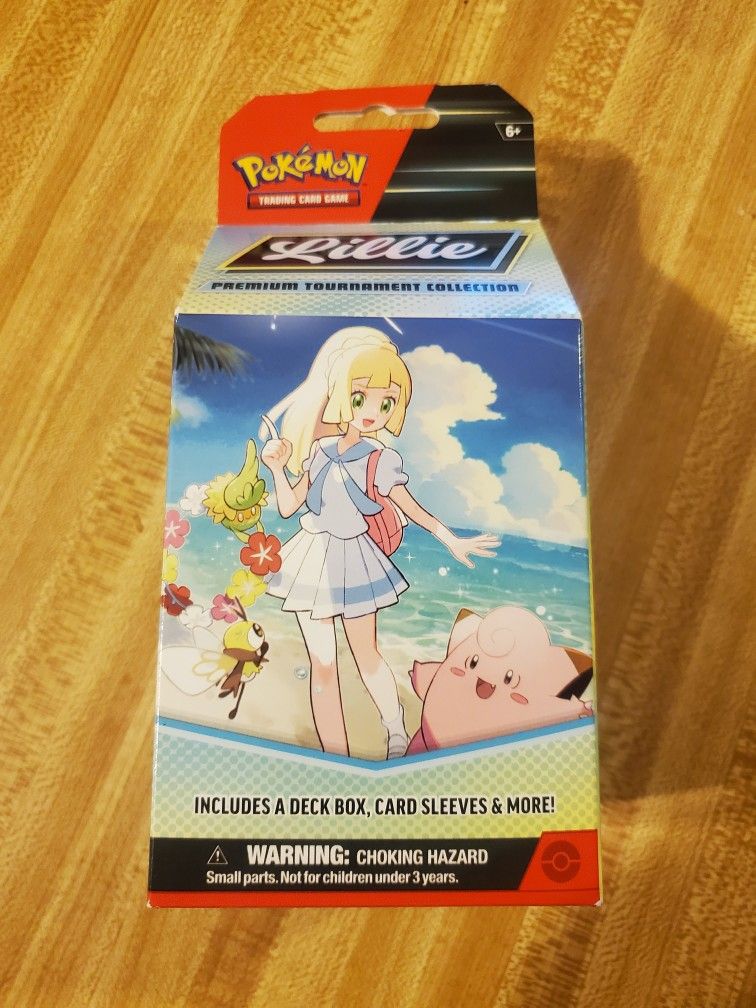 6+
POKéMON
TRADING CARD GAME
Lillie
PREMIUM TOURNAMENT COLLECTION
INCLUDES A DECK BOX, CARD SLEEVES & MORE!
WARNING: CHOKING HAZARD
Small parts. Not for children under 3 years.